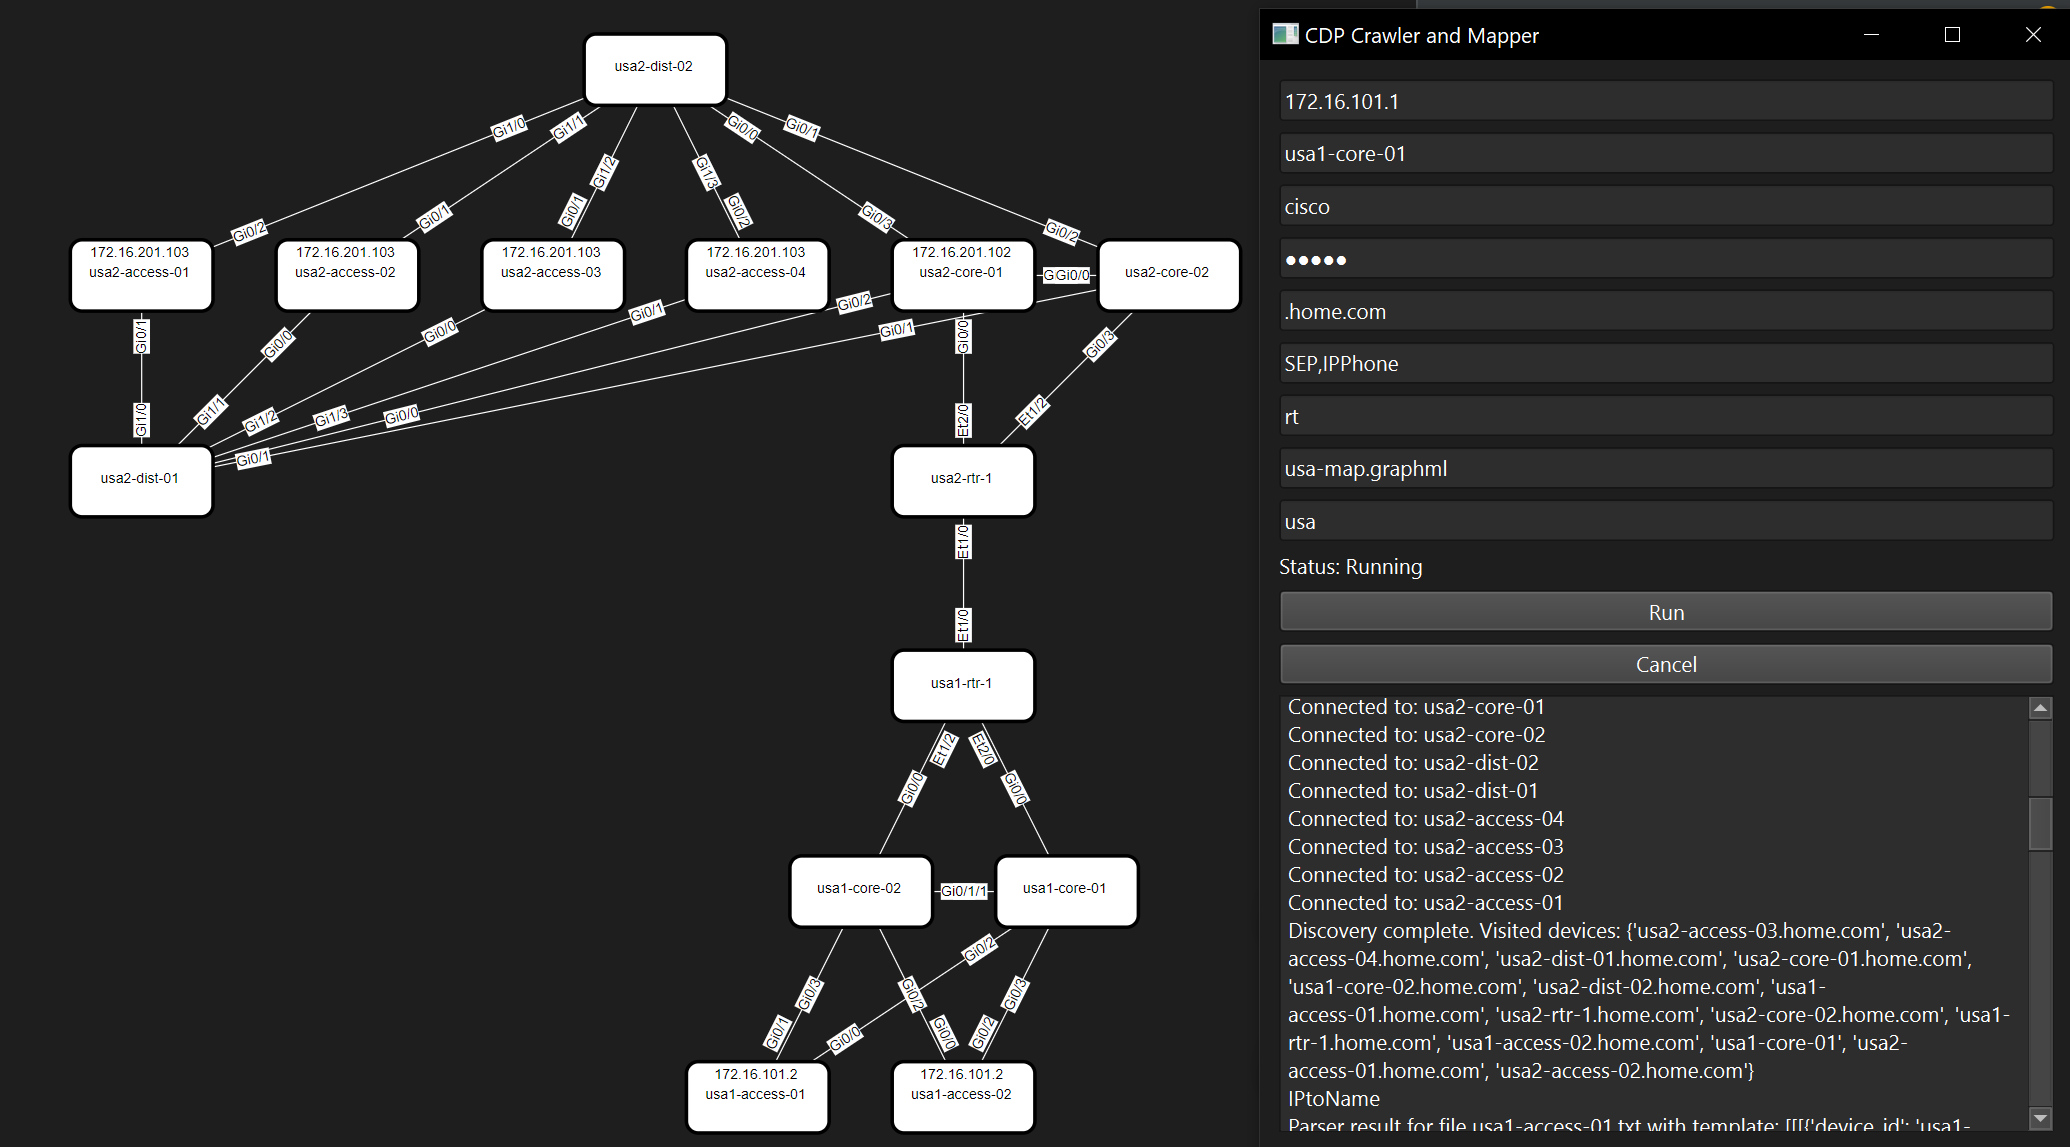 usa2-dist-02
Gi1/0
Gi1/1
Gi1/2
Gi1/3
Gi0/0
Gi0/1
Gi0/2
Gi0/1
Gi0/1
Gi0/2
Gi0/3
Gi0/2
172.16.201.103
usa2-access-01
172.16.201.103
usa2-access-02
172.16.201.103
usa2-access-03
172.16.201.103
usa2-access-04
172.16.201.102
usa2-core-01
GGi0/0
usa2-core-02
Gi0/1
Gi0/0
Gi0/0
Gi0/1
Gi0/2
Gi0/1
Gi0/0
Gi0/3
Gi1/0
Gi1/1
Gi1/2
Gi1/3
Gi0/0
Gi0/1
Et2/0
Et1/2
usa2-dist-01
usa2-rtr-1
Et1/0
Et1/0
usa1-rtr-1
Et1/2
Et2/0
Gi0/0
Gi0/0
usa1-core-02
Gi0/1/1
usa1-core-01
Gi0/3
Gi0/2
Gi0/2
Gi0/3
Gi0/1
Gi0/0
Gi0/0
Gi0/2
172.16.101.2
usa1-access-01
172.16.101.2
usa1-access-02
CDP Crawler and Mapper
172.16.101.1
usa1-core-01
cisco
●●●●●
.home.com
SEP,IPPhone
rt
usa-map.graphml
usa
Status: Running
Run
Cancel
Connected to: usa2-core-01
Connected to: usa2-core-02
Connected to: usa2-dist-02
Connected to: usa2-dist-01
Connected to: usa2-access-04
Connected to: usa2-access-03
Connected to: usa2-access-02
Connected to: usa2-access-01
Discovery complete. Visited devices: {'usa2-access-03.home.com', 'usa2-
access-04.home.com', 'usa2-dist-01.home.com', 'usa2-core-01.home.com',
'usa1-core-02.home.com', 'usa2-dist-02.home.com', 'usa1-
access-01.home.com', 'usa2-rtr-1.home.com', 'usa2-core-02.home.com', 'usa1-
rtr-1.home.com', 'usa1-access-02.home.com', 'usa1-core-01', 'usa2-
access-01.home.com', 'usa2-access-02.home.com'}
IPtoName
Parser result for file usa1-access-01.txt with template: [[[{'device_id': 'usa1-